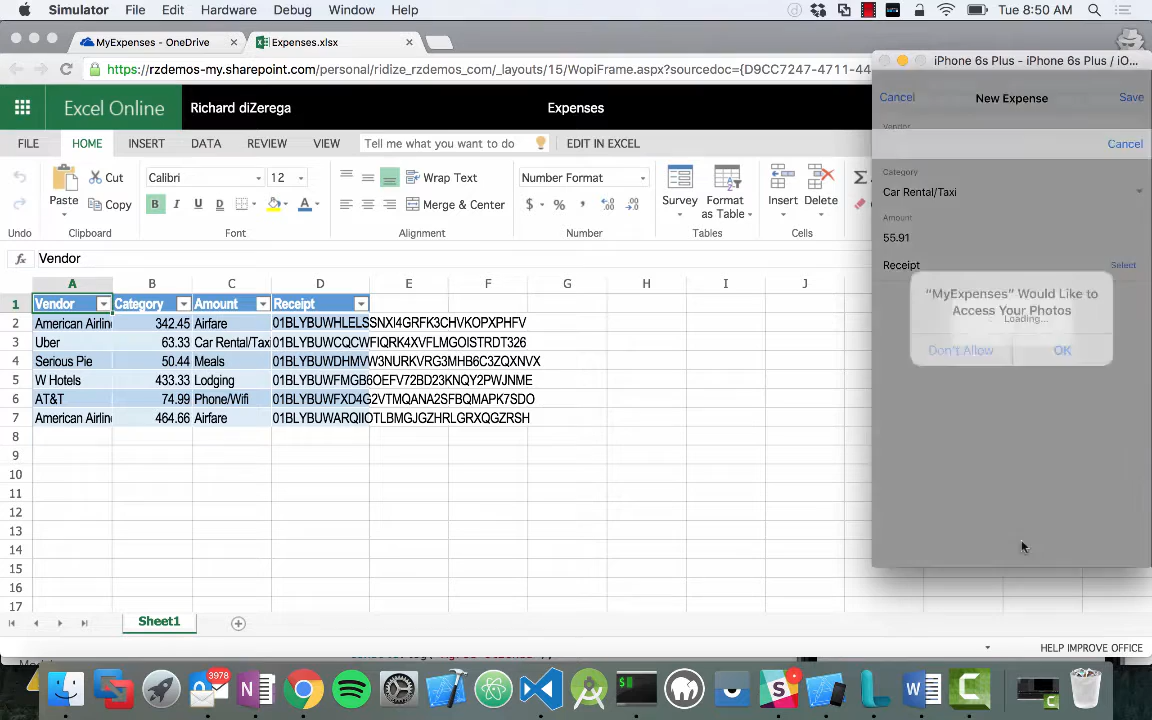 Simulator File Edit Hardware Debug Window Help Tue 8:50 AM
MyExpenses - OneDrive Expenses.xlsx
https://rzdemos-my.sharepoint.com/personal/ridize_rzdemos_com/_layouts/15/WopiFrame.aspx?sourcedoc={D9CC7247-4711-44
iPhone 6s Plus - iPhone 6s Plus / iO...
Excel Online Richard diZerega Expenses
FILE HOME INSERT DATA REVIEW VIEW Tell me what you want to do EDIT IN EXCEL
Paste Cut Copy
Calibri 12
B I U A
Wrap Text
Merge & Center
Number Format
$ % , .00
Survey Format as Table
Insert Delete
Undo Clipboard Font Alignment Number Tables Cells
fx Vendor
A B C D E F G H I J
1 Vendor Category Amount Receipt
2 American Airlin 342.45 Airfare 01BLYBUWHLELSSNXI4GRFK3CHVKOPXPHFV
3 Uber 63.33 Car Rental/Taxi 01BLYBUWCQCWFIQRK4XVFLMGOISTRDT326
4 Serious Pie 50.44 Meals 01BLYBUWDHMVW3NURKVRG3MHB6C3ZQXNVX
5 W Hotels 433.33 Lodging 01BLYBUWFMGB6OEFV72BD23KNQY2PWJNME
6 AT&T 74.99 Phone/Wifi 01BLYBUWFXD4G2VTMQANA2SFBQMAPK7SDO
7 American Airlin 464.66 Airfare 01BLYBUWARQIIOTLBMGJGZHRLGRXQGZRSH
8
9
10
11
12
13
14
15
16
17
Cancel New Expense Save
Vendor
Cancel
Category
Car Rental/Taxi
Amount
55.91
Receipt Select
“MyExpenses” Would Like to
Access Your Photos
Loading...
Don't Allow OK
Sheet1
HELP IMPROVE OFFICE
3978